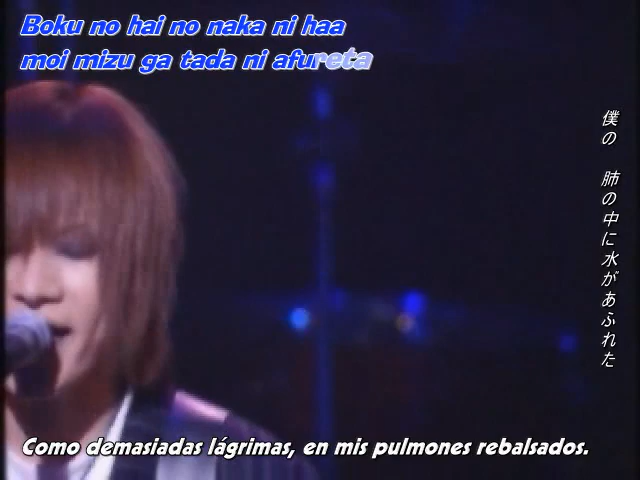 Boku no hai no naka ni haa
moi mizu ga tada ni afureta
僕の 肺の中に水があふれた
Como demasiadas lágrimas, en mis pulmones rebalsados.